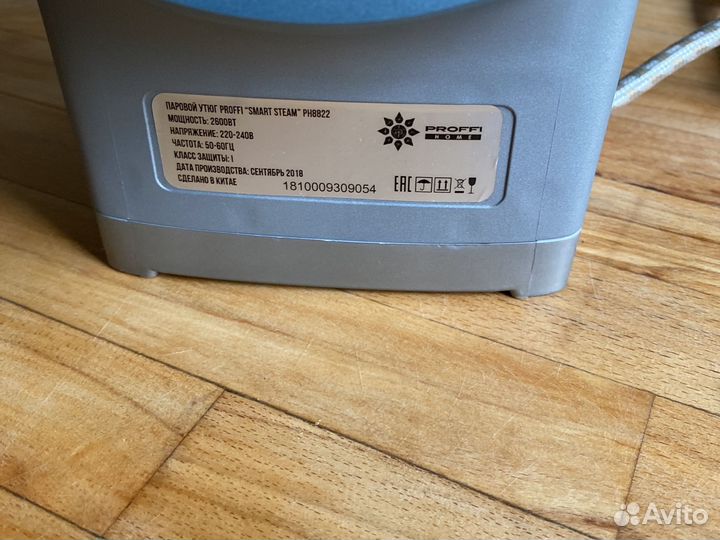 ПАРОВОЙ УТЮГ PROFFI "SMART STEAM" PH8822
МОЩНОСТЬ: 2600ВТ
НАПРЯЖЕНИЕ: 220-240В
ЧАСТОТА: 50-60ГЦ
КЛАСС ЗАЩИТЫ: I
ДАТА ПРОИЗВОДСТВА: СЕНТЯБРЬ 2018
СДЕЛАНО В КИТАЕ
1810009309054
PROFFI
HOME
EAC
Avito